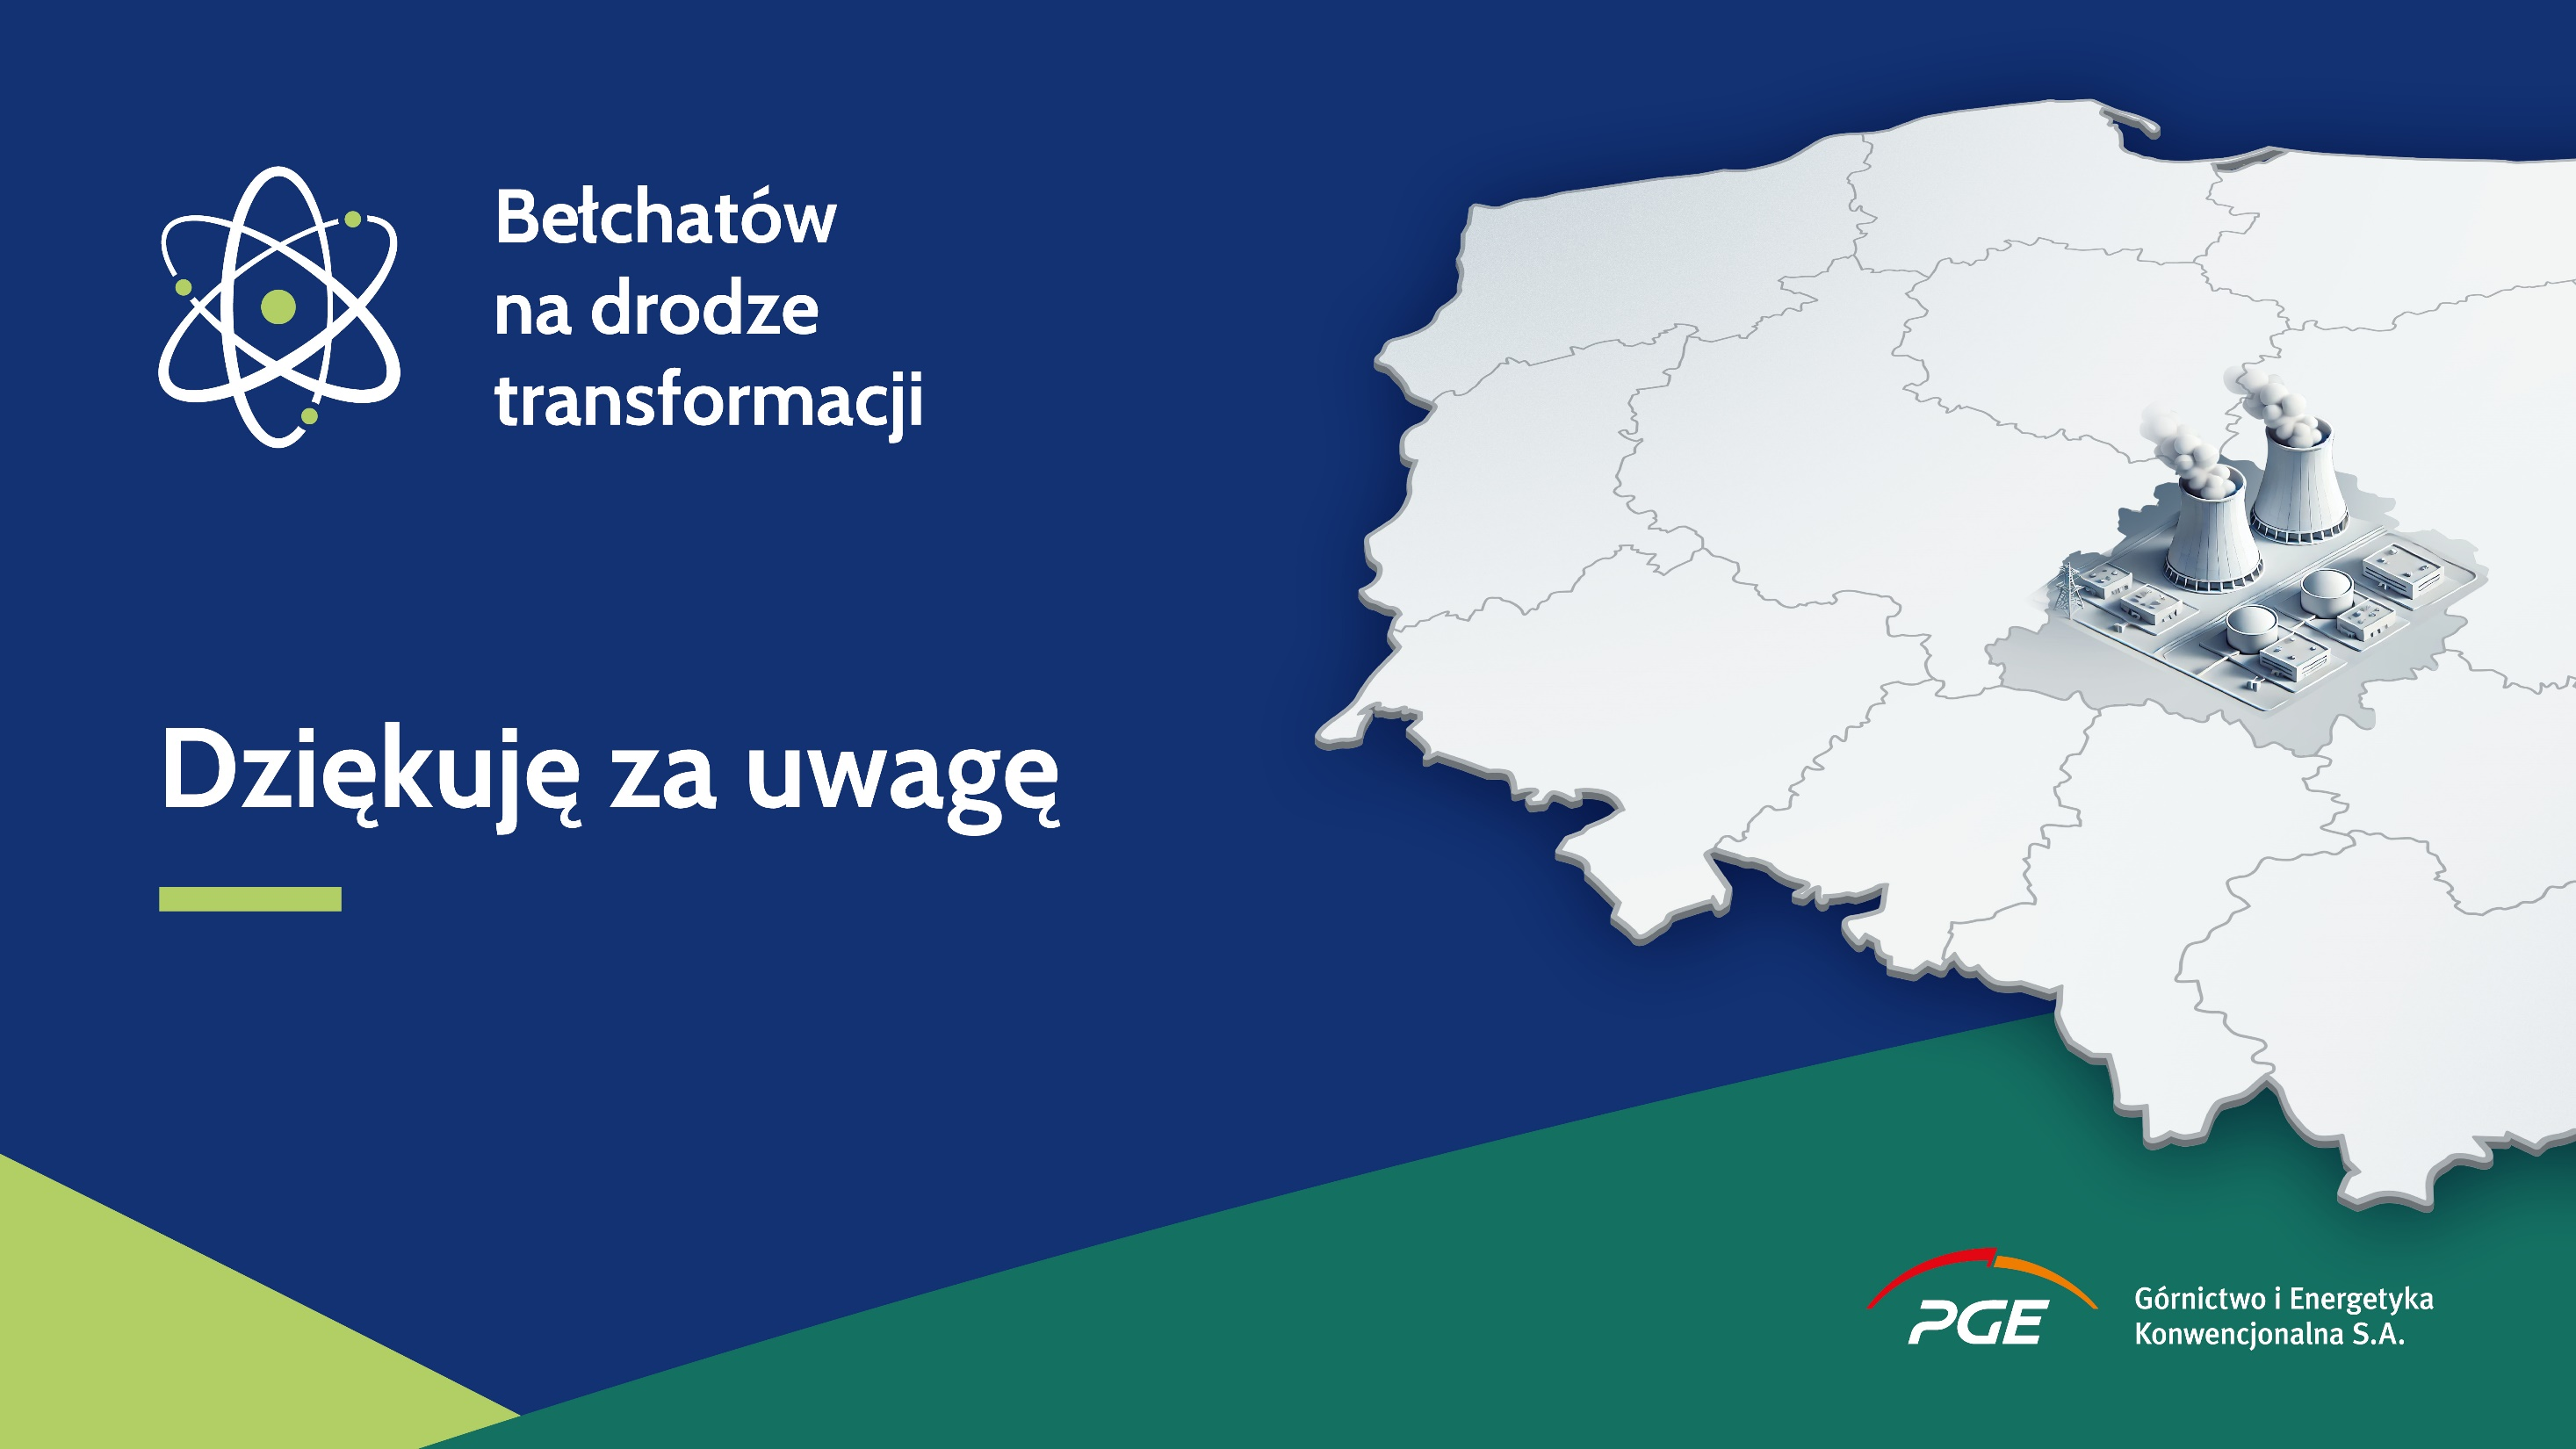 Bełchatów
na drodze
transformacji
Dziękuję za uwagę
PGE
Górnictwo i Energetyka
Konwencjonalna S.A.